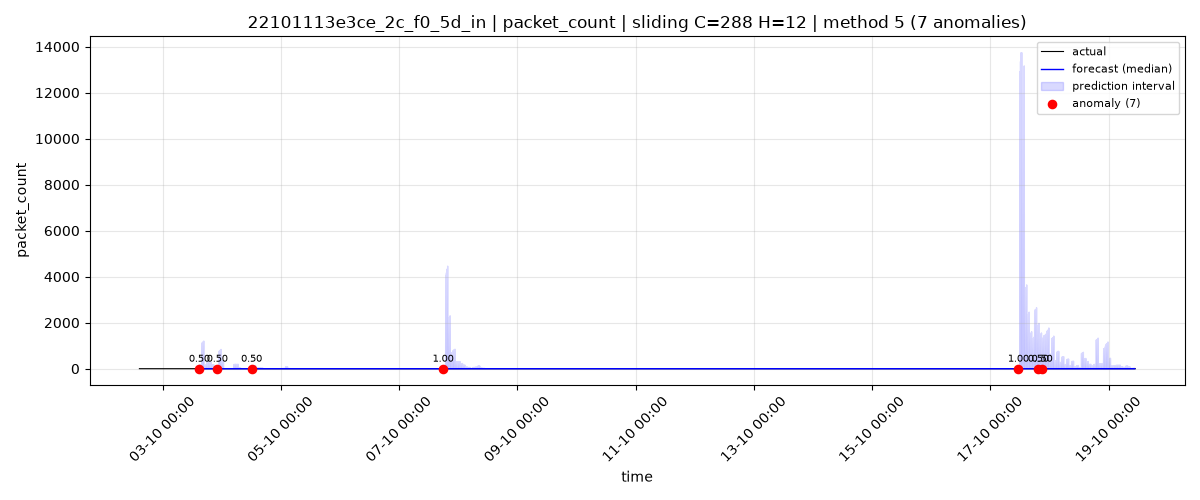 22101113e3ce_2c_f0_5d_in | packet_count | sliding C=288 H=12 | method 5 (7 anomalies)
actual
forecast (median)
prediction interval
anomaly (7)
packet_count
14000
12000
10000
8000
6000
4000
2000
0
0.50 0.50 0.50 1.00 1.00
03-10 00:00
05-10 00:00
07-10 00:00
09-10 00:00
11-10 00:00
13-10 00:00
15-10 00:00
17-10 00:00
19-10 00:00
time